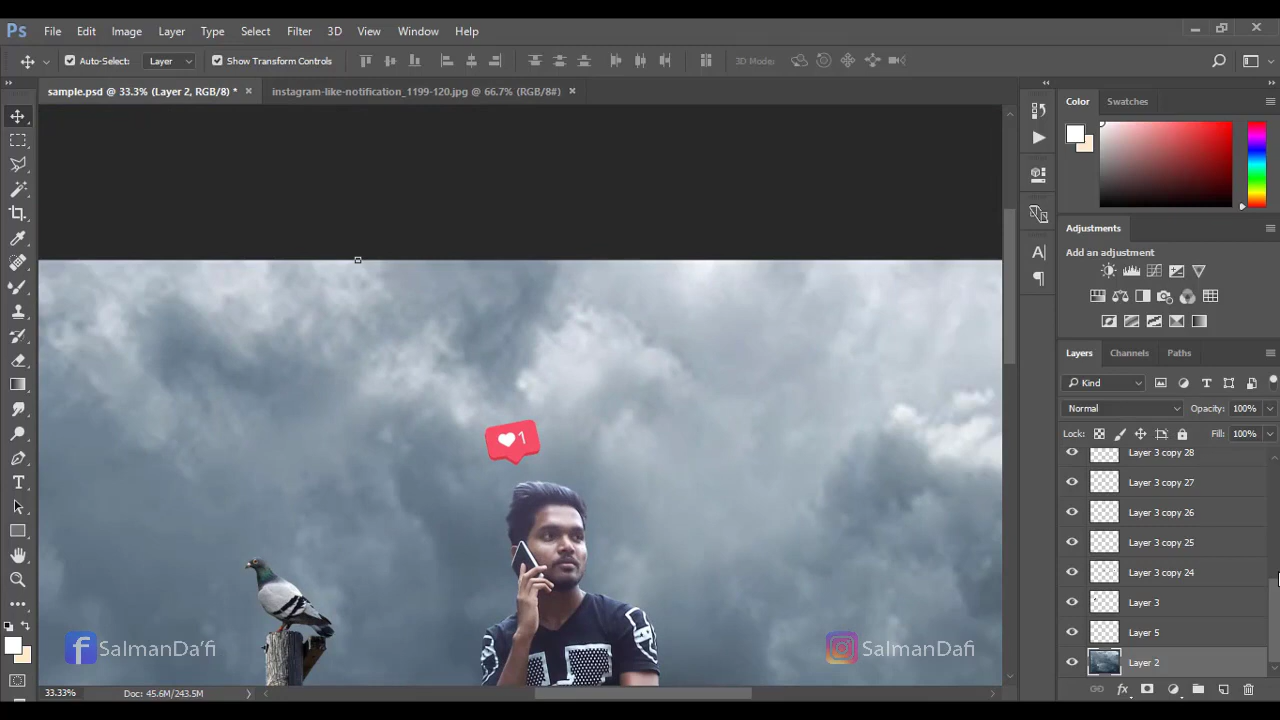 Ps File Edit Image Layer Type Select Filter 3D View Window Help
Auto-Select: Layer Show Transform Controls 3D Mode:
sample.psd @ 33.3% (Layer 2, RGB/8) * instagram-like-notification_1199-120.jpg @ 66.7% (RGB/8#)
Color Swatches
Adjustments
Add an adjustment
Layers Channels Paths
Kind
Normal Opacity: 100%
Lock: Fill: 100%
Layer 3 copy 28
Layer 3 copy 27
Layer 3 copy 26
Layer 3 copy 25
Layer 3 copy 24
Layer 3
Layer 5
Layer 2
1
SalmanDa'fi
SalmanDa'fi
33.33% Doc: 45.6M/243.5M